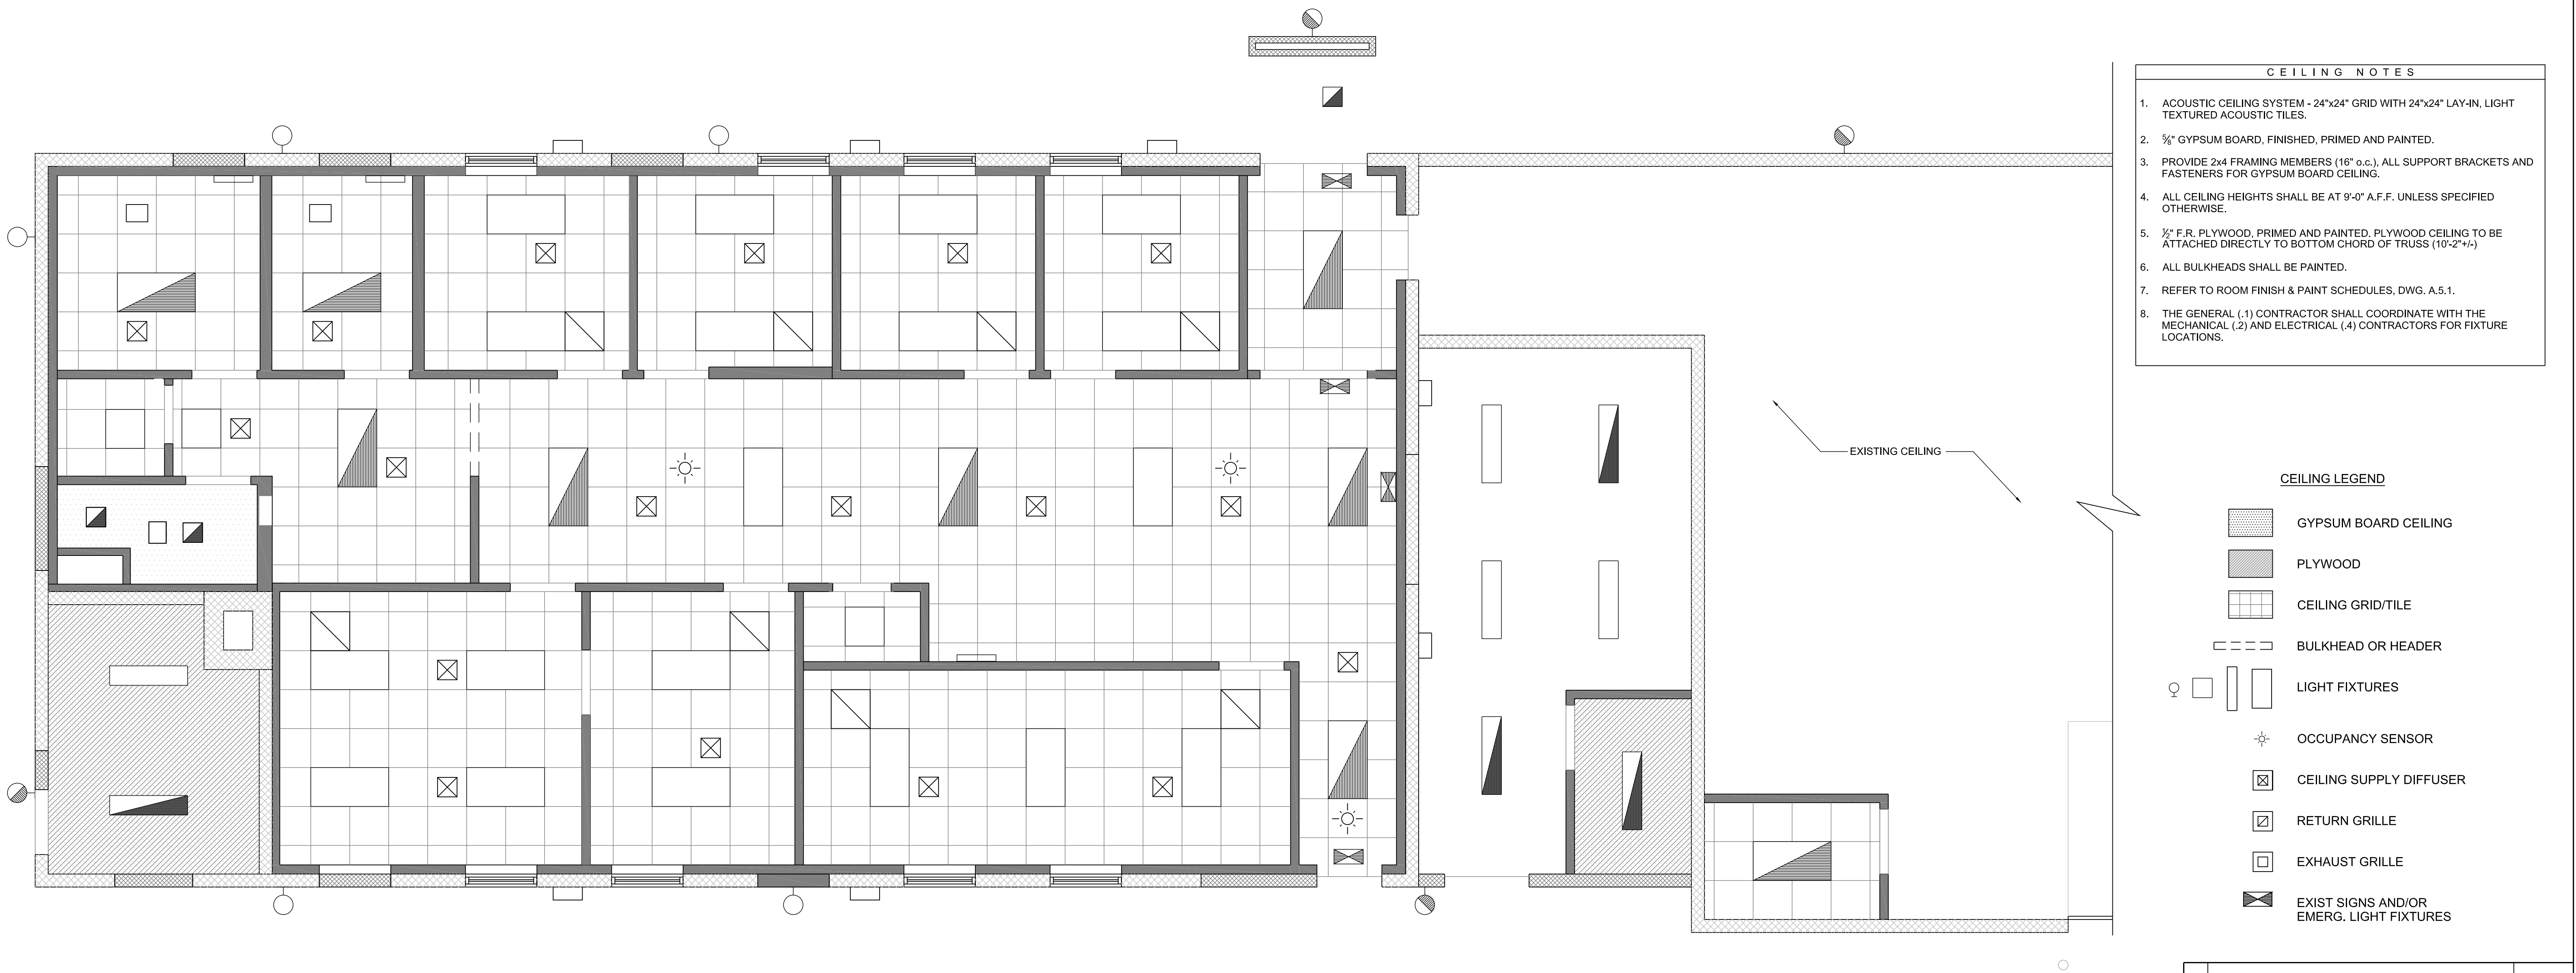 CEILING NOTES
1. ACOUSTIC CEILING SYSTEM - 24"x24" GRID WITH 24"x24" LAY-IN, LIGHT
TEXTURED ACOUSTIC TILES.
2. ⅝" GYPSUM BOARD, FINISHED, PRIMED AND PAINTED.
3. PROVIDE 2x4 FRAMING MEMBERS (16" o.c.), ALL SUPPORT BRACKETS AND
FASTENERS FOR GYPSUM BOARD CEILING.
4. ALL CEILING HEIGHTS SHALL BE AT 9'-0" A.F.F. UNLESS SPECIFIED
OTHERWISE.
5. ½" F.R. PLYWOOD, PRIMED AND PAINTED. PLYWOOD CEILING TO BE
ATTACHED DIRECTLY TO BOTTOM CHORD OF TRUSS (10'-2"+/-)
6. ALL BULKHEADS SHALL BE PAINTED.
7. REFER TO ROOM FINISH & PAINT SCHEDULES, DWG. A.5.1.
8. THE GENERAL (.1) CONTRACTOR SHALL COORDINATE WITH THE
MECHANICAL (.2) AND ELECTRICAL (.4) CONTRACTORS FOR FIXTURE
LOCATIONS.
EXISTING CEILING
CEILING LEGEND
GYPSUM BOARD CEILING
PLYWOOD
CEILING GRID/TILE
BULKHEAD OR HEADER
LIGHT FIXTURES
OCCUPANCY SENSOR
CEILING SUPPLY DIFFUSER
RETURN GRILLE
EXHAUST GRILLE
EXIST SIGNS AND/OR
EMERG. LIGHT FIXTURES